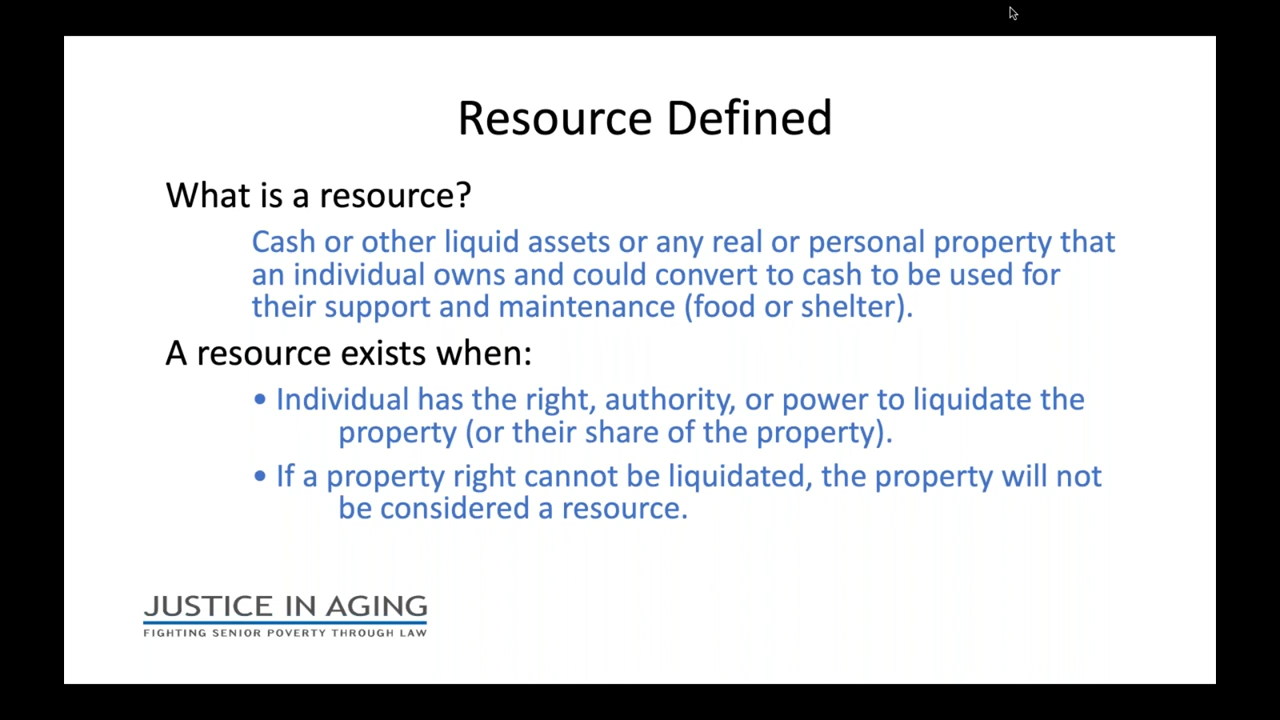 Resource Defined
What is a resource?
Cash or other liquid assets or any real or personal property that
an individual owns and could convert to cash to be used for
their support and maintenance (food or shelter).
A resource exists when:
• Individual has the right, authority, or power to liquidate the
property (or their share of the property).
• If a property right cannot be liquidated, the property will not
be considered a resource.
JUSTICE IN AGING
FIGHTING SENIOR POVERTY THROUGH LAW